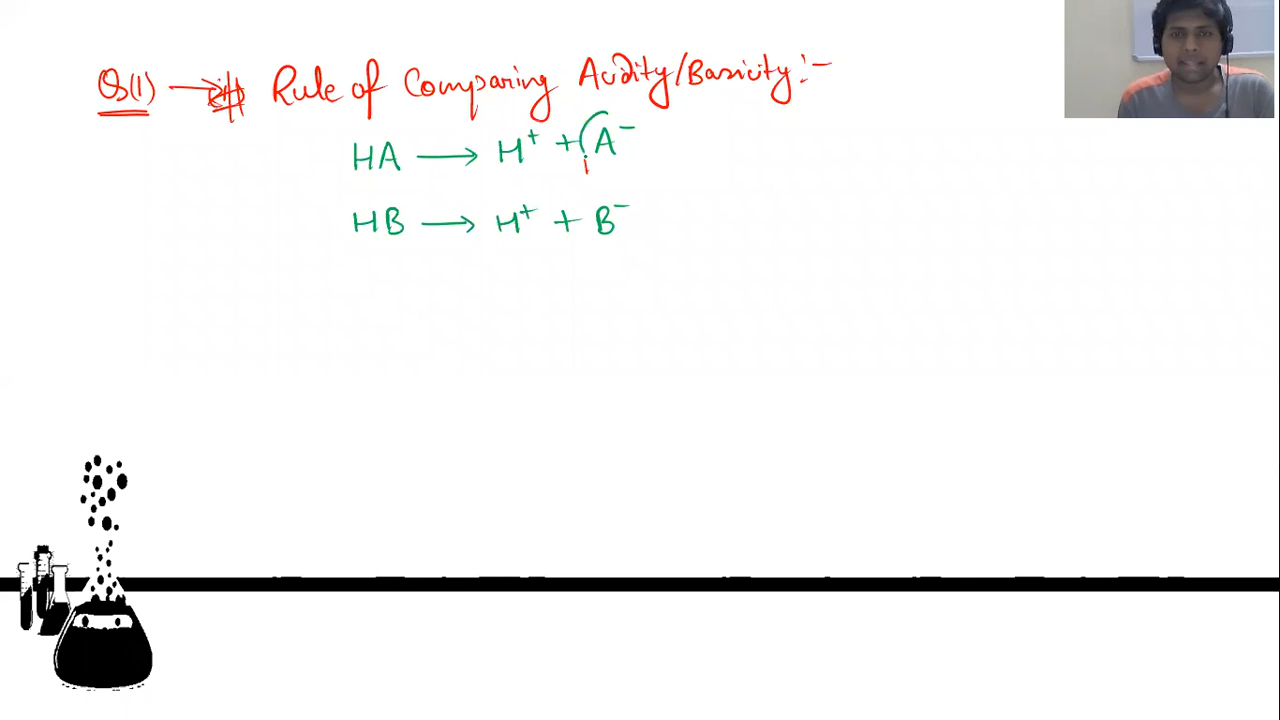 Q(1) → # Rule of Comparing Acidity/Basicity :-
HA → H⁺ + (A⁻
HB → H⁺ + B⁻